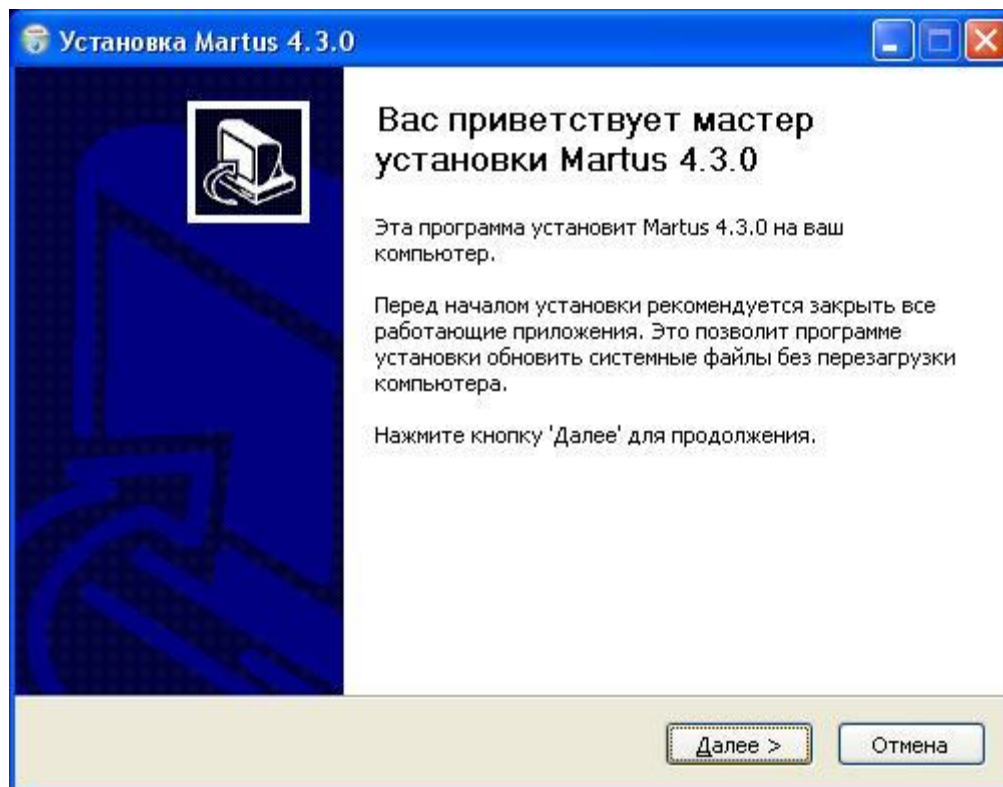 Установка Martus 4.3.0
Вас приветствует мастер
установки Martus 4.3.0
Эта программа установит Martus 4.3.0 на ваш
компьютер.
Перед началом установки рекомендуется закрыть все
работающие приложения. Это позволит программе
установки обновить системные файлы без перезагрузки
компьютера.
Нажмите кнопку 'Далее' для продолжения.
Далее >
Отмена